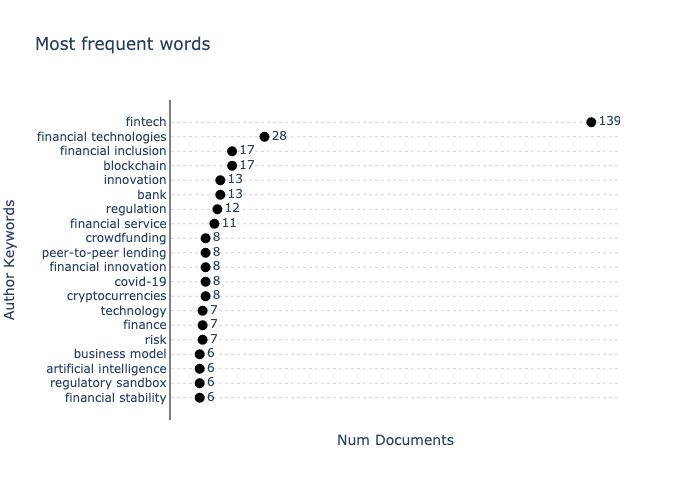 Most frequent words
fintech 139
financial technologies 28
financial inclusion 17
blockchain 17
innovation 13
bank 13
regulation 12
financial service 11
crowdfunding 8
peer-to-peer lending 8
financial innovation 8
covid-19 8
cryptocurrencies 8
technology 7
finance 7
risk 7
business model 6
artificial intelligence 6
regulatory sandbox 6
financial stability 6
Author Keywords
Num Documents